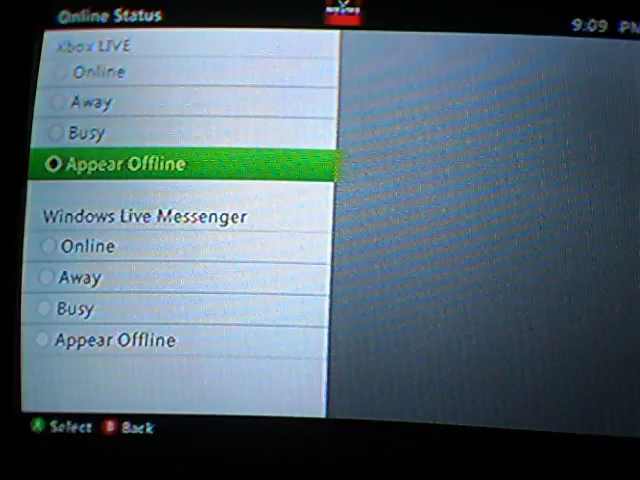 Online Status
9:09 PM
Xbox LIVE
Online
Away
Busy
Appear Offline
Windows Live Messenger
Online
Away
Busy
Appear Offline
A Select B Back